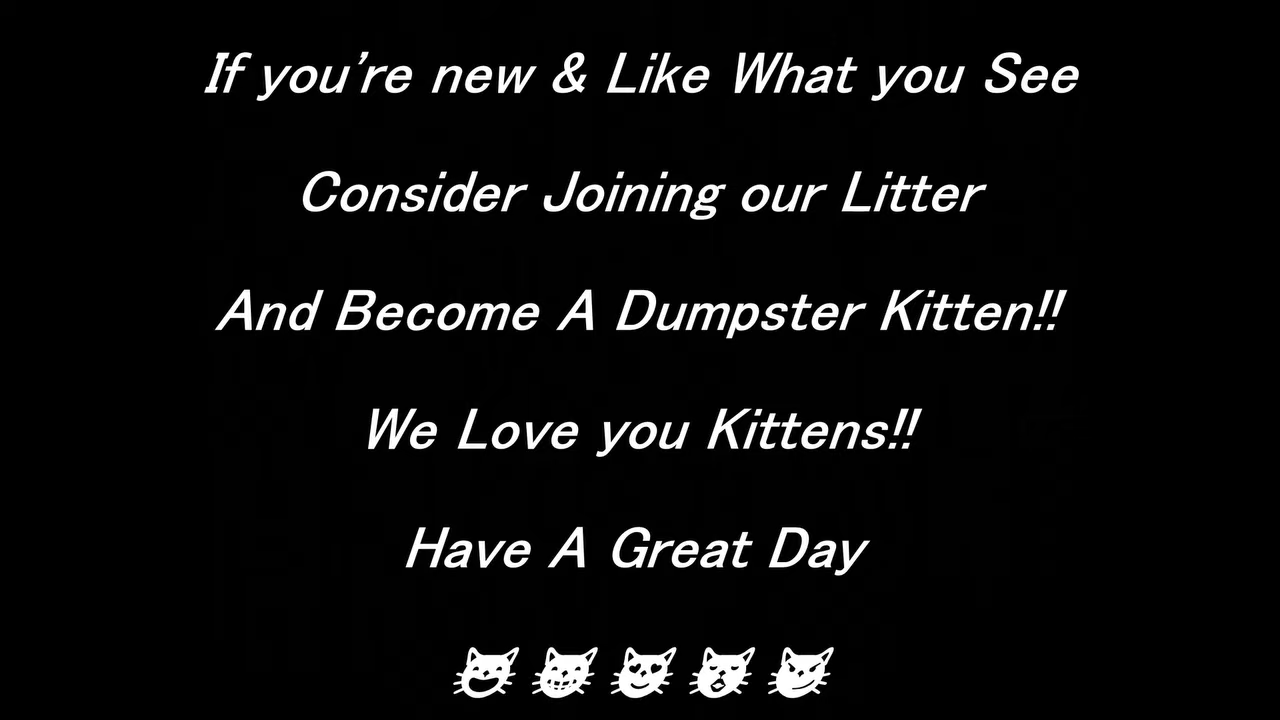 If you're new & Like What you See
Consider Joining our Litter
And Become A Dumpster Kitten!!
We Love you Kittens!!
Have A Great Day
😺😸😻😽😼